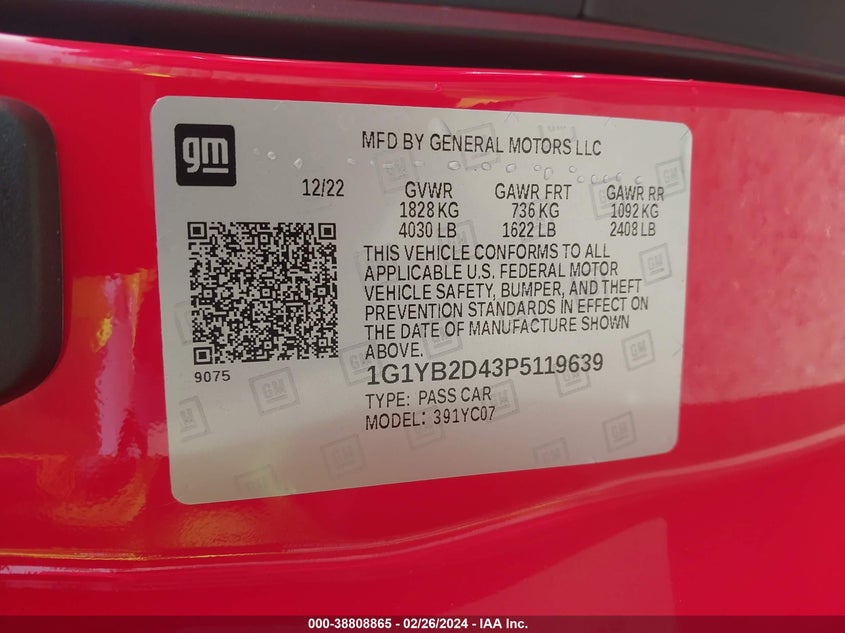 gm
MFD BY GENERAL MOTORS LLC
12/22 GVWR GAWR FRT GAWR RR
1828 KG 736 KG 1092 KG
4030 LB 1622 LB 2408 LB
THIS VEHICLE CONFORMS TO ALL
APPLICABLE U.S. FEDERAL MOTOR
VEHICLE SAFETY, BUMPER, AND THEFT
PREVENTION STANDARDS IN EFFECT ON
THE DATE OF MANUFACTURE SHOWN
ABOVE.
9075
1G1YB2D43P5119639
TYPE: PASS CAR
MODEL: 391YC07
000-38808865 - 02/26/2024 - IAA Inc.